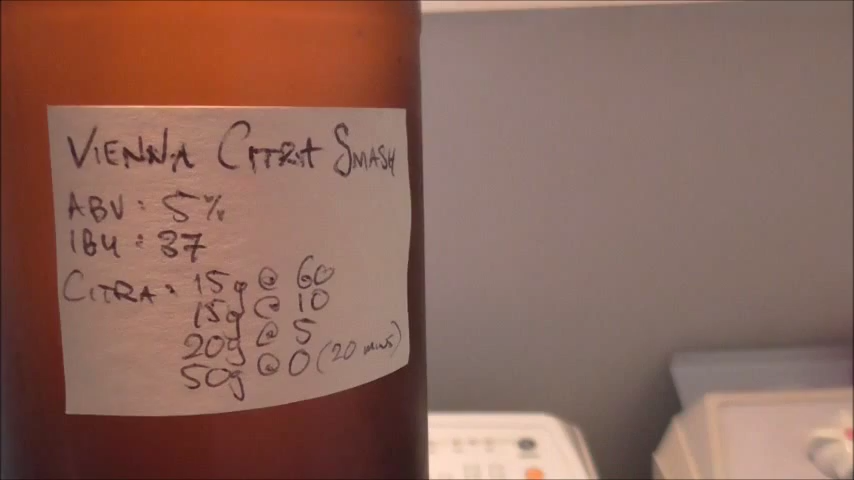 VIENNA CITRA SMASH
ABV: 5%
IBU: 37
CITRA: 15g @ 60
15g @ 10
20g @ 5
50g @ 0 (20 mins)